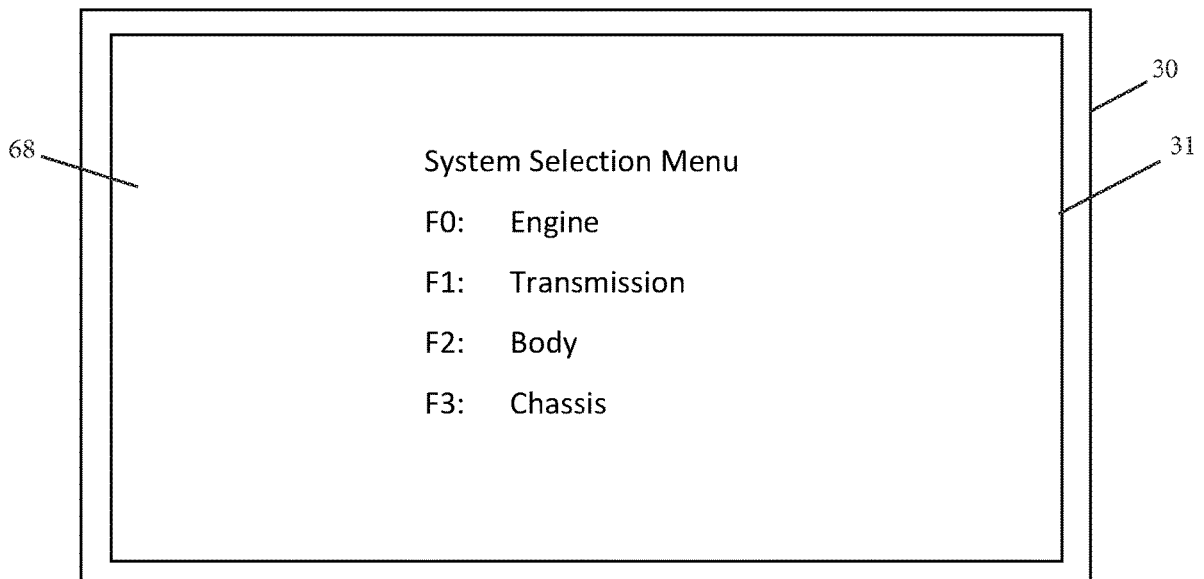 30
68
31
System Selection Menu
F0: Engine
F1: Transmission
F2: Body
F3: Chassis